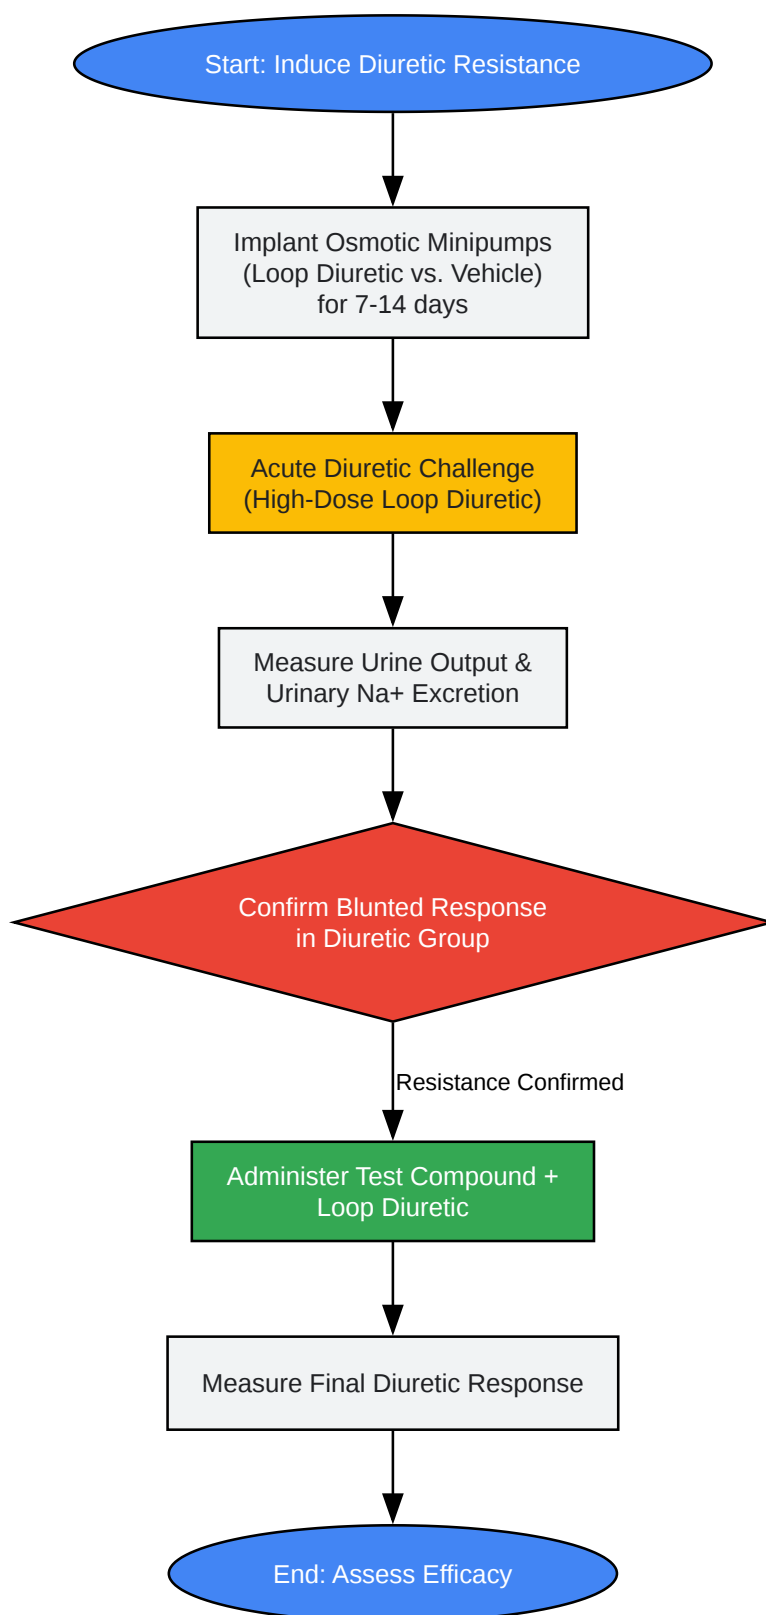 Start: Induce Diuretic Resistance
Implant Osmotic Minipumps
(Loop Diuretic vs. Vehicle)
for 7-14 days
Acute Diuretic Challenge
(High-Dose Loop Diuretic)
Measure Urine Output &
Urinary Na+ Excretion
Confirm Blunted Response
in Diuretic Group
Resistance Confirmed
Administer Test Compound +
Loop Diuretic
Measure Final Diuretic Response
End: Assess Efficacy